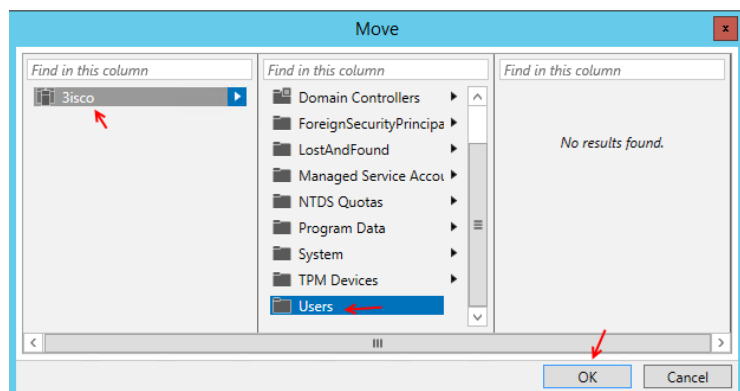 Move
x
Find in this column
3isco
Find in this column
Domain Controllers
ForeignSecurityPrincipa
LostAndFound
Managed Service Accou
NTDS Quotas
Program Data
System
TPM Devices
Users
Find in this column
No results found.
OK
Cancel